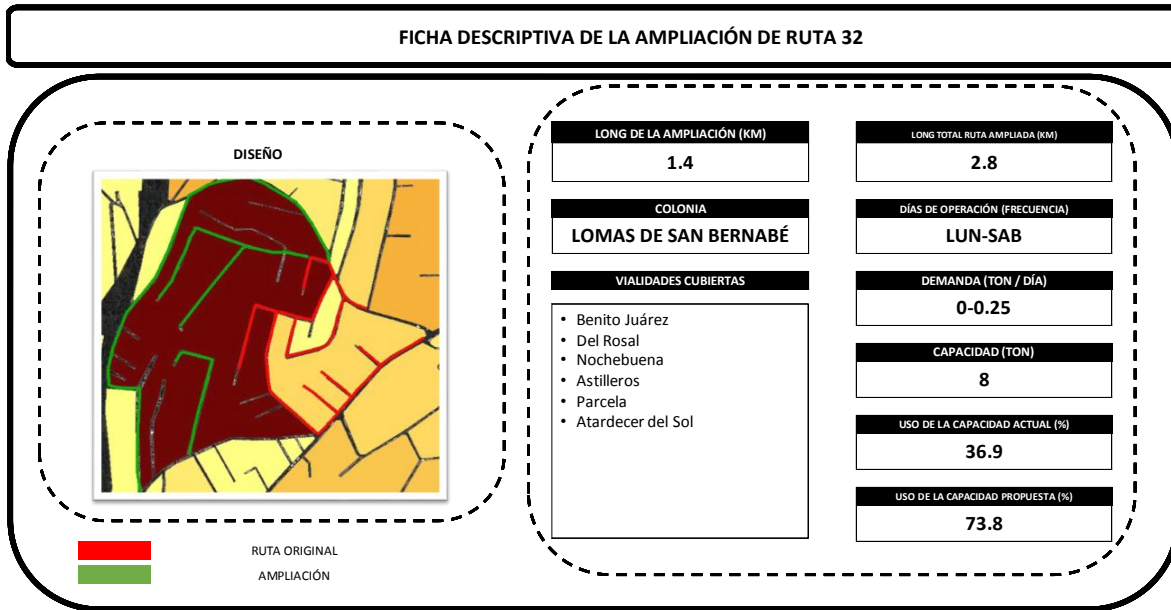 FICHA DESCRIPTIVA DE LA AMPLIACIÓN DE RUTA 32
DISEÑO
RUTA ORIGINAL
AMPLIACIÓN
LONG DE LA AMPLIACIÓN (KM)
1.4
COLONIA
LOMAS DE SAN BERNABÉ
VIALIDADES CUBIERTAS
• Benito Juárez
• Del Rosal
• Nochebuena
• Astilleros
• Parcela
• Atardecer del Sol
LONG TOTAL RUTA AMPLIADA (KM)
2.8
DÍAS DE OPERACIÓN (FRECUENCIA)
LUN-SAB
DEMANDA (TON / DÍA)
0-0.25
CAPACIDAD (TON)
8
USO DE LA CAPACIDAD ACTUAL (%)
36.9
USO DE LA CAPACIDAD PROPUESTA (%)
73.8